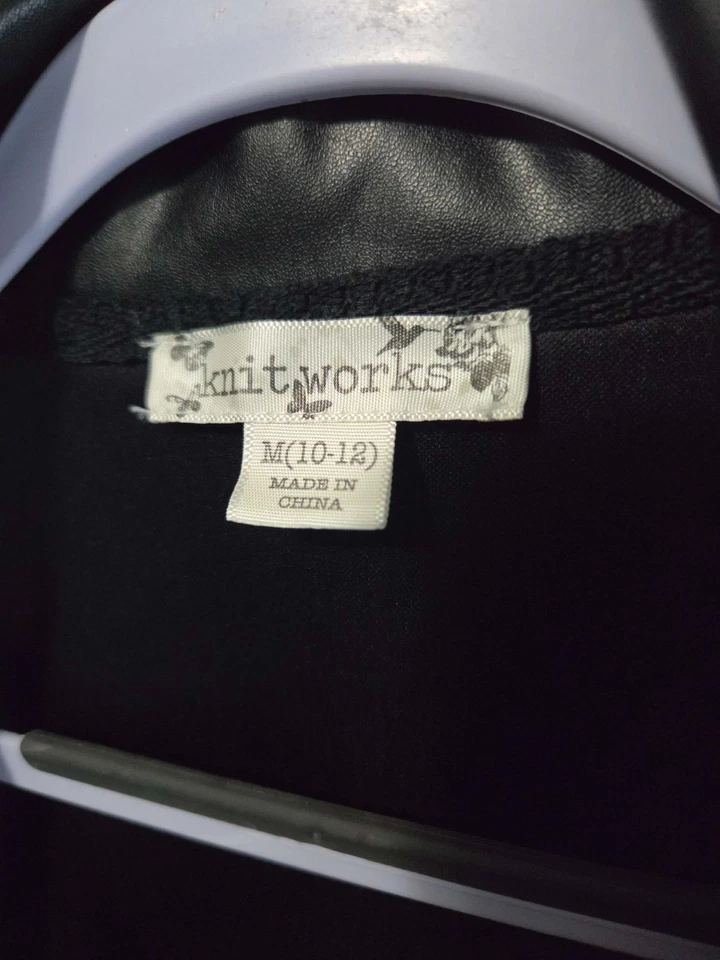 knit works
M(10-12)
MADE IN
CHINA